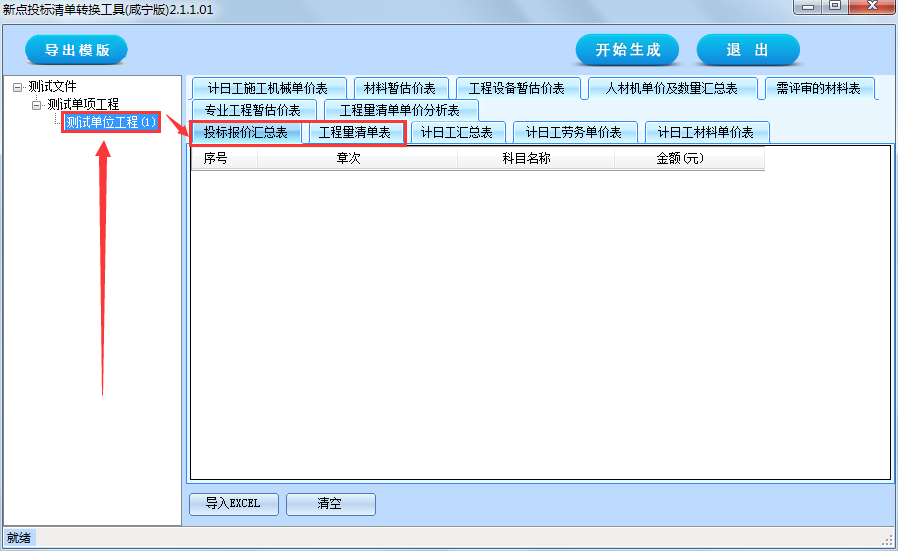 新点投标清单转换工具(咸宁版)2.1.1.01
导出模版
开始生成
退 出
测试文件
测试单项工程
测试单位工程(1)
计日工施工机械单价表
材料暂估价表
工程设备暂估价表
人材机单价及数量汇总表
需评审的材料表
专业工程暂估价表
工程量清单单价分析表
投标报价汇总表
工程量清单表
计日工汇总表
计日工劳务单价表
计日工材料单价表
序号
章次
科目名称
金额(元)
导入EXCEL
清空
就绪